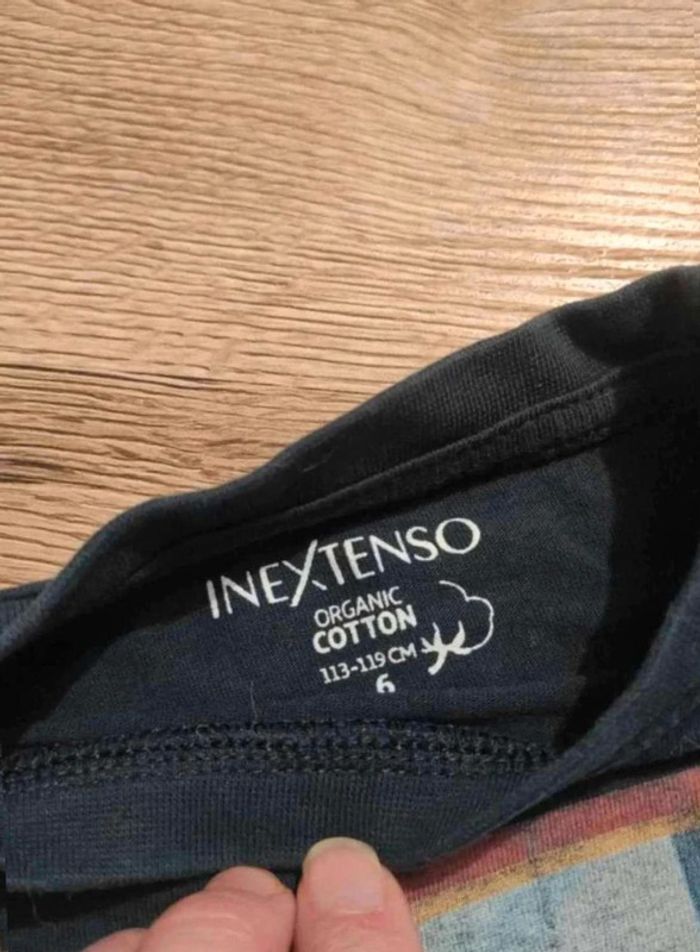 INEXTENSO
ORGANIC
COTTON
113-119 CM
6